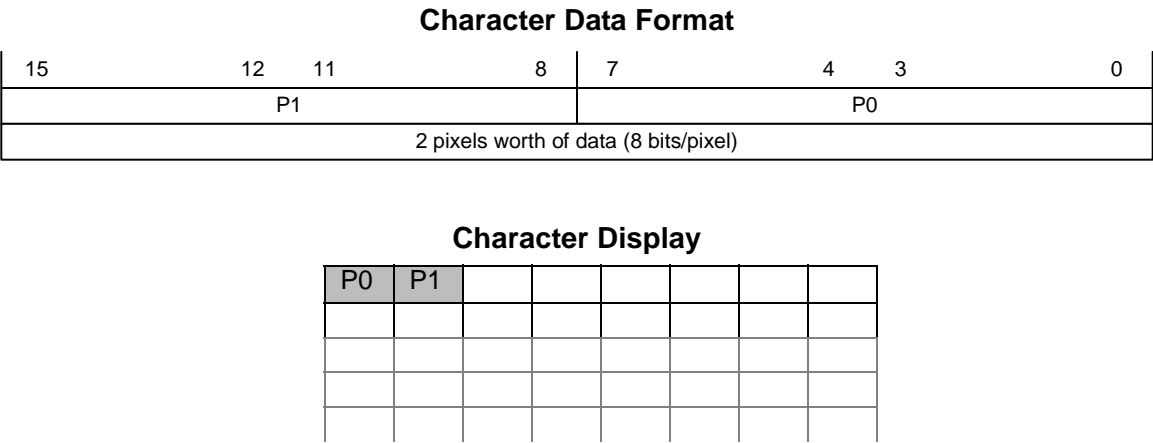 Character Data Format
15 12 11 8 7 4 3 0
P1 P0
2 pixels worth of data (8 bits/pixel)
Character Display
P0 P1